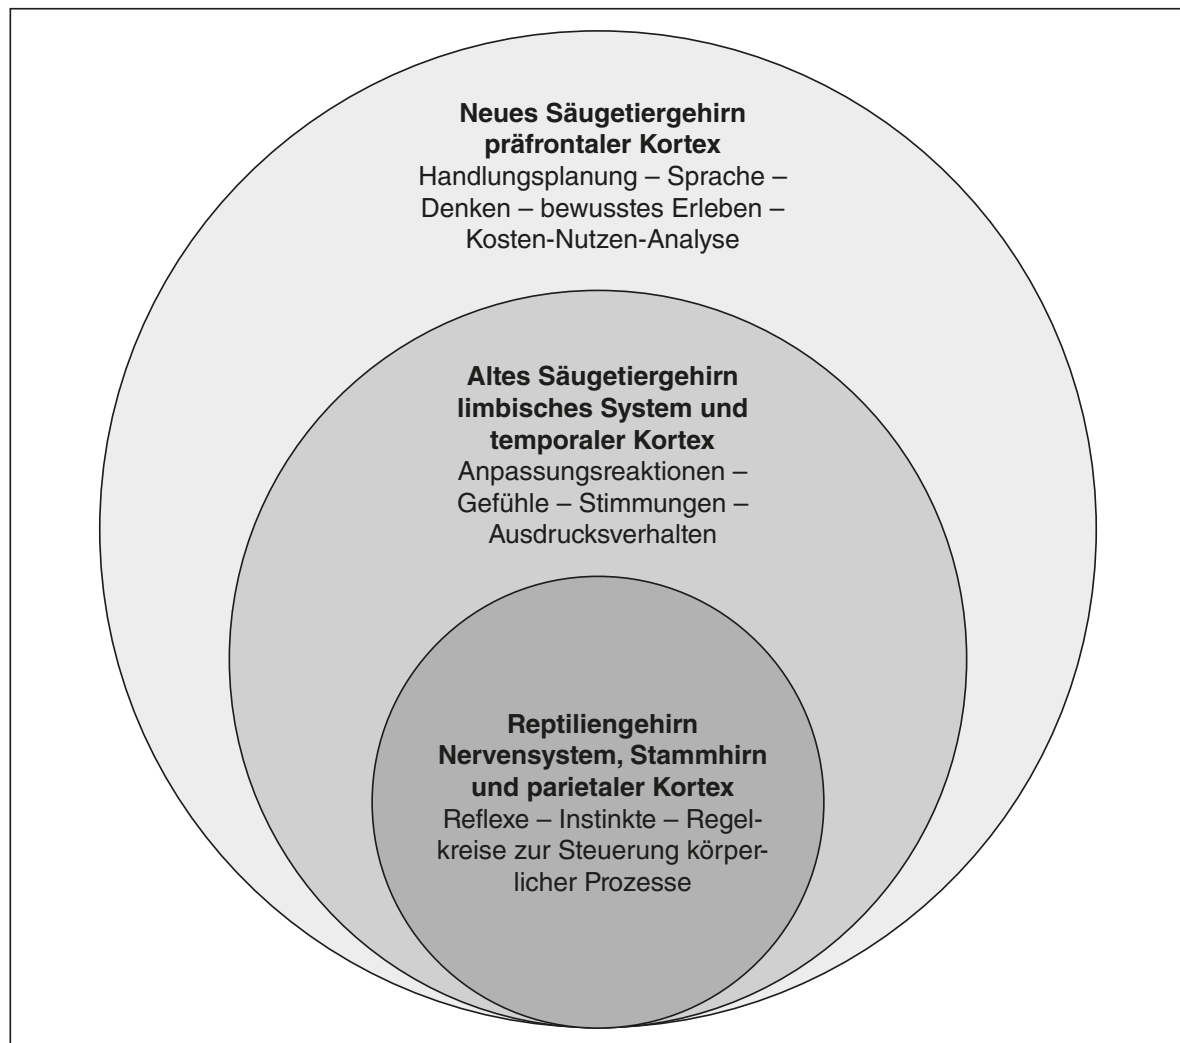 Neues Säugetiergehirn
präfrontaler Kortex
Handlungsplanung – Sprache –
Denken – bewusstes Erleben –
Kosten-Nutzen-Analyse
Altes Säugetiergehirn
limbisches System und
temporaler Kortex
Anpassungsreaktionen –
Gefühle – Stimmungen –
Ausdrucksverhalten
Reptiliengehirn
Nervensystem, Stammhirn
und parietaler Kortex
Reflexe – Instinkte – Regel-
kreise zur Steuerung körper-
licher Prozesse